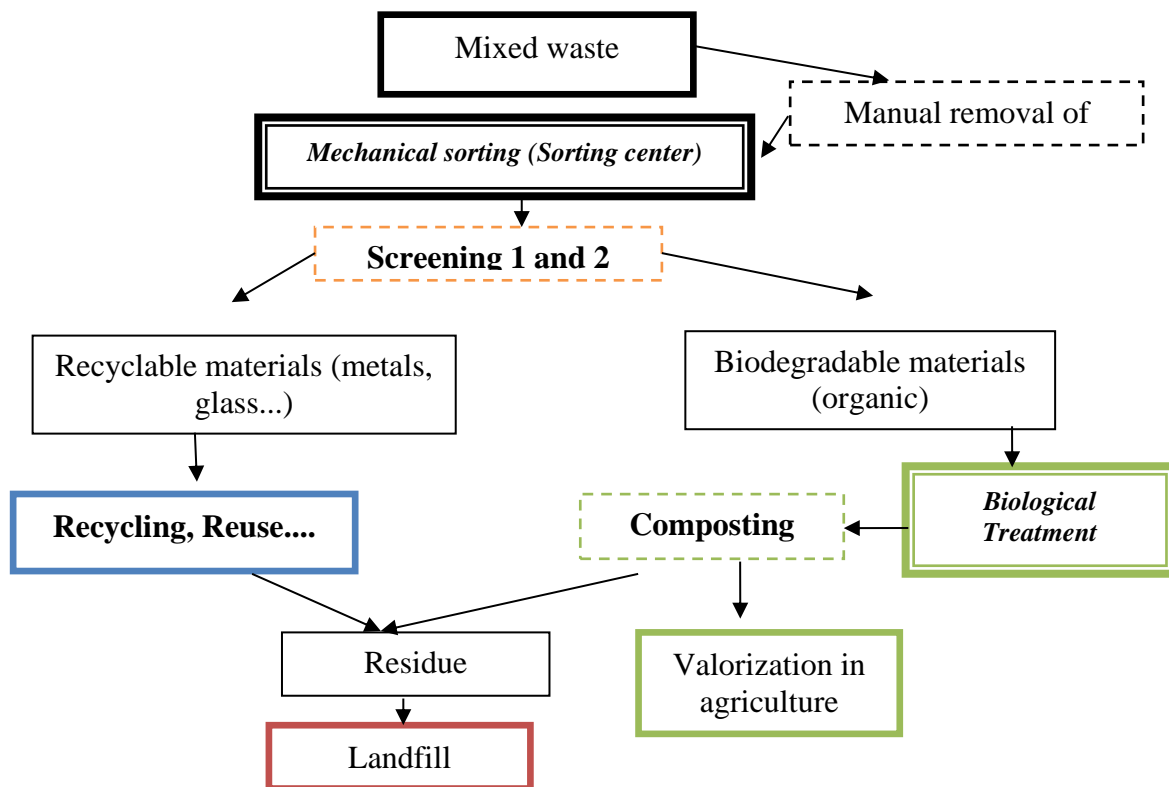 Mixed waste
Manual removal of
Mechanical sorting (Sorting center)
Screening 1 and 2
Recyclable materials (metals,
glass...)
Biodegradable materials
(organic)
Recycling, Reuse....
Composting
Biological
Treatment
Residue
Valorization in
agriculture
Landfill